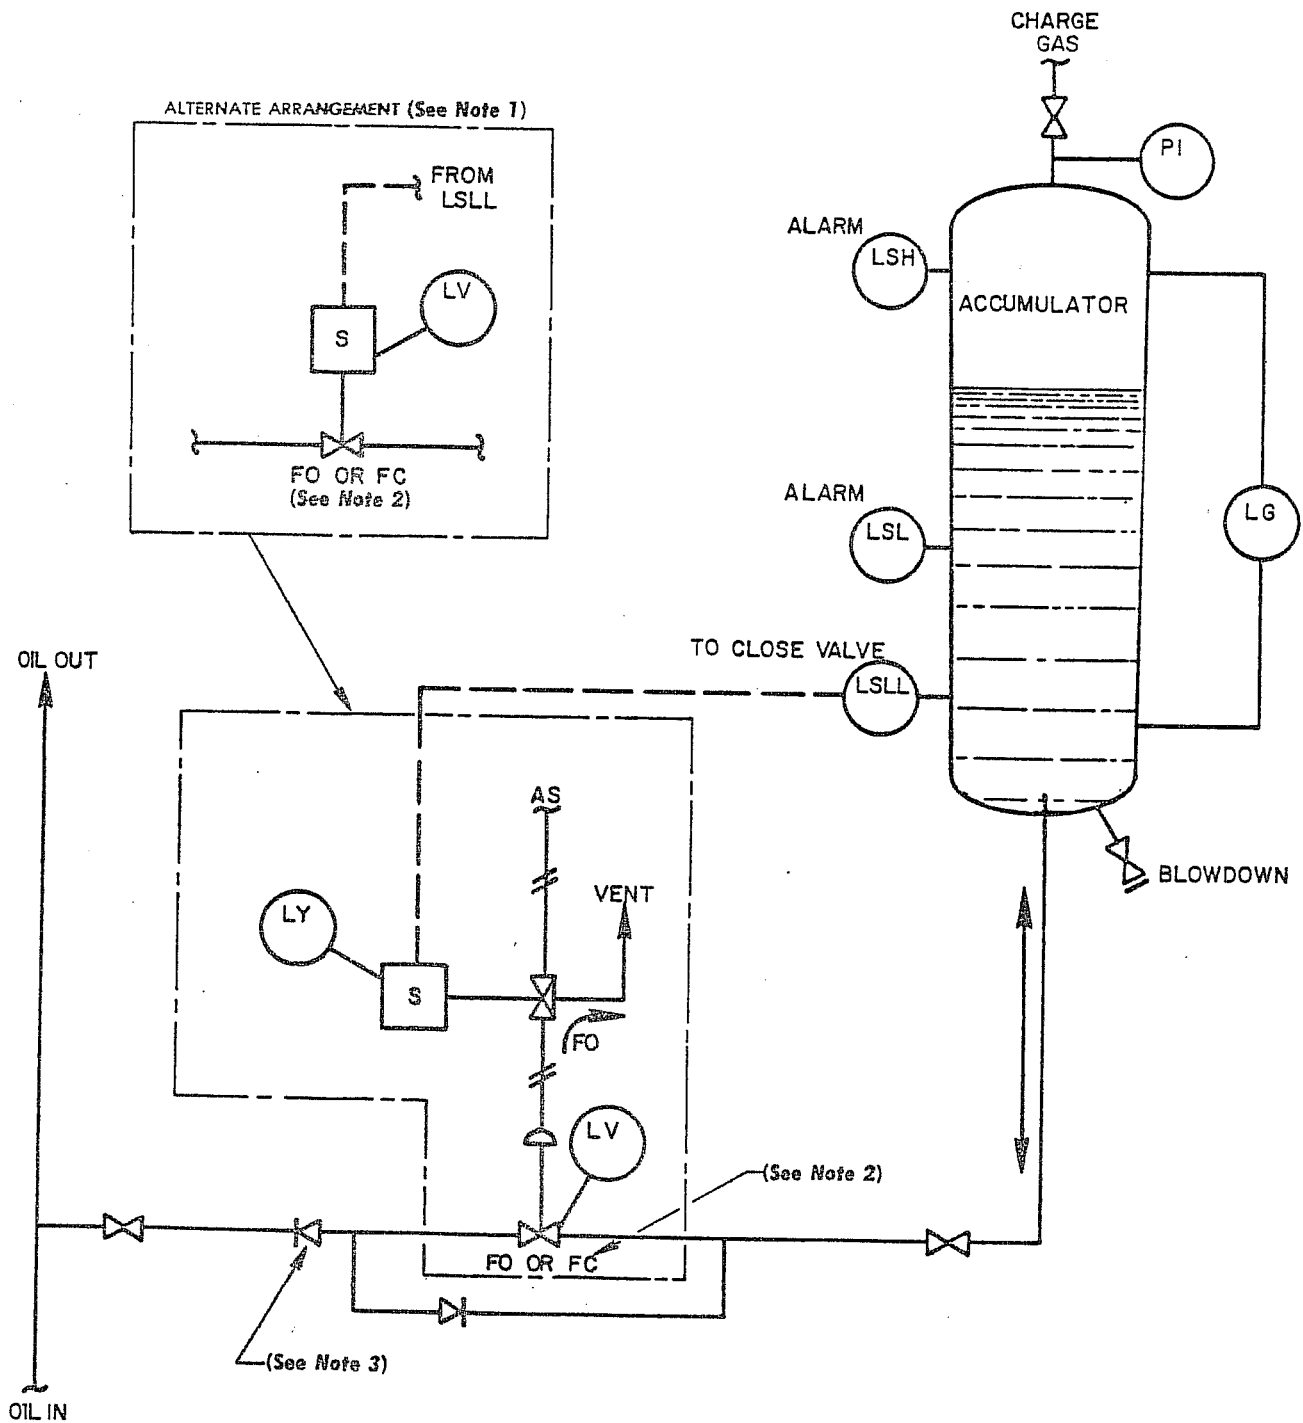 CHARGE
GAS
ALTERNATE ARRANGEMENT (See Note 1)
PI
FROM
LSLL
ALARM
LSH
LV
ACCUMULATOR
S
FO OR FC
(See Note 2)
ALARM
LSL
LG
OIL OUT
TO CLOSE VALVE
LSLL
AS
VENT
BLOWDOWN
LY
S
FO
LV
(See Note 2)
FO OR FC
(See Note 3)
OIL IN